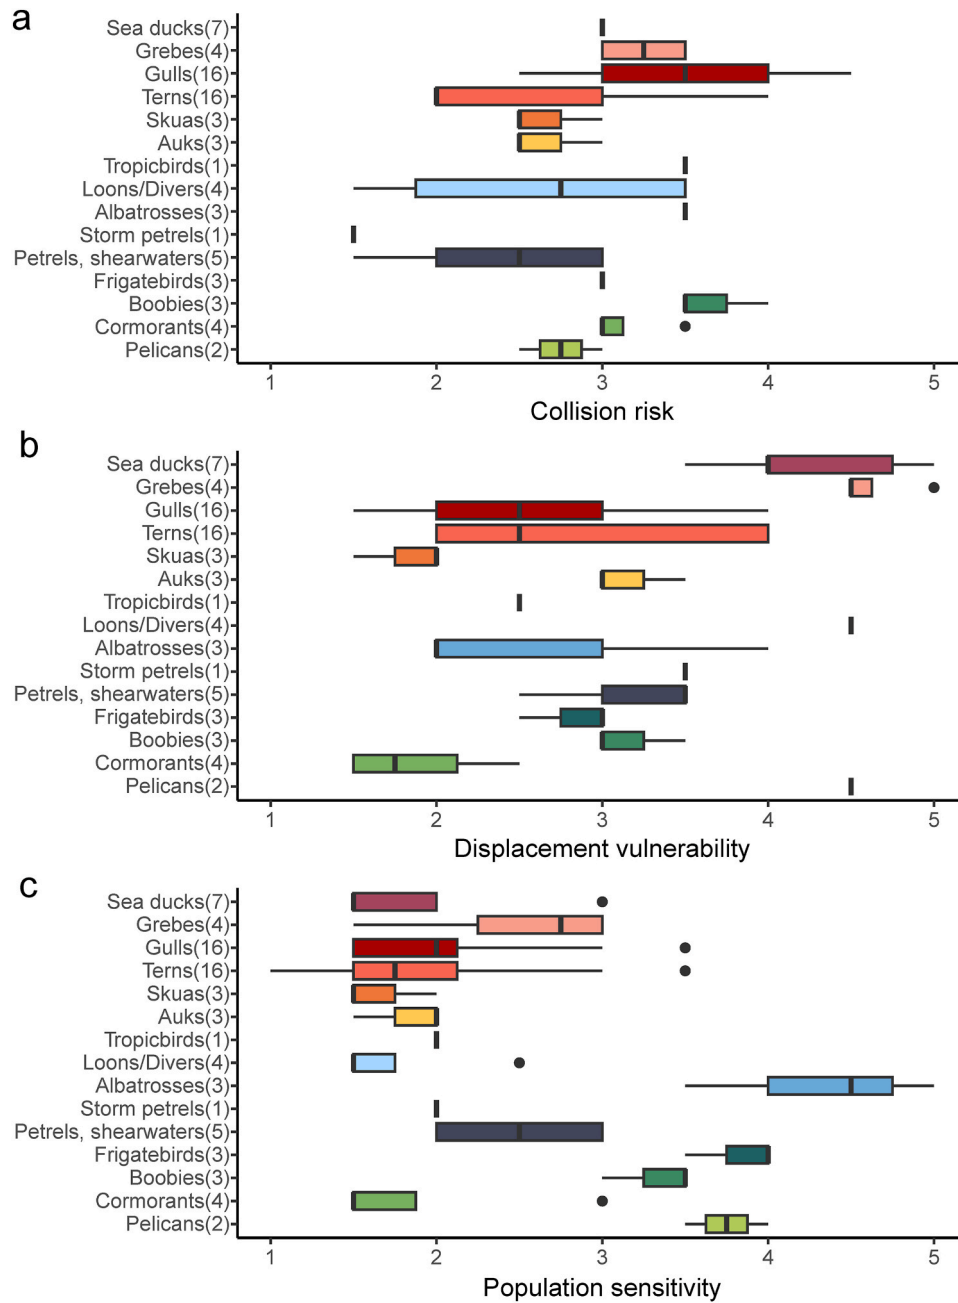 a
Sea ducks(7)
Grebes(4)
Gulls(16)
Terns(16)
Skuas(3)
Auks(3)
Tropicbirds(1)
Loons/Divers(4)
Albatrosses(3)
Storm petrels(1)
Petrels, shearwaters(5)
Frigatebirds(3)
Boobies(3)
Cormorants(4)
Pelicans(2)
1 2 3 4 5
Collision risk
b
Sea ducks(7)
Grebes(4)
Gulls(16)
Terns(16)
Skuas(3)
Auks(3)
Tropicbirds(1)
Loons/Divers(4)
Albatrosses(3)
Storm petrels(1)
Petrels, shearwaters(5)
Frigatebirds(3)
Boobies(3)
Cormorants(4)
Pelicans(2)
1 2 3 4 5
Displacement vulnerability
c
Sea ducks(7)
Grebes(4)
Gulls(16)
Terns(16)
Skuas(3)
Auks(3)
Tropicbirds(1)
Loons/Divers(4)
Albatrosses(3)
Storm petrels(1)
Petrels, shearwaters(5)
Frigatebirds(3)
Boobies(3)
Cormorants(4)
Pelicans(2)
1 2 3 4 5
Population sensitivity